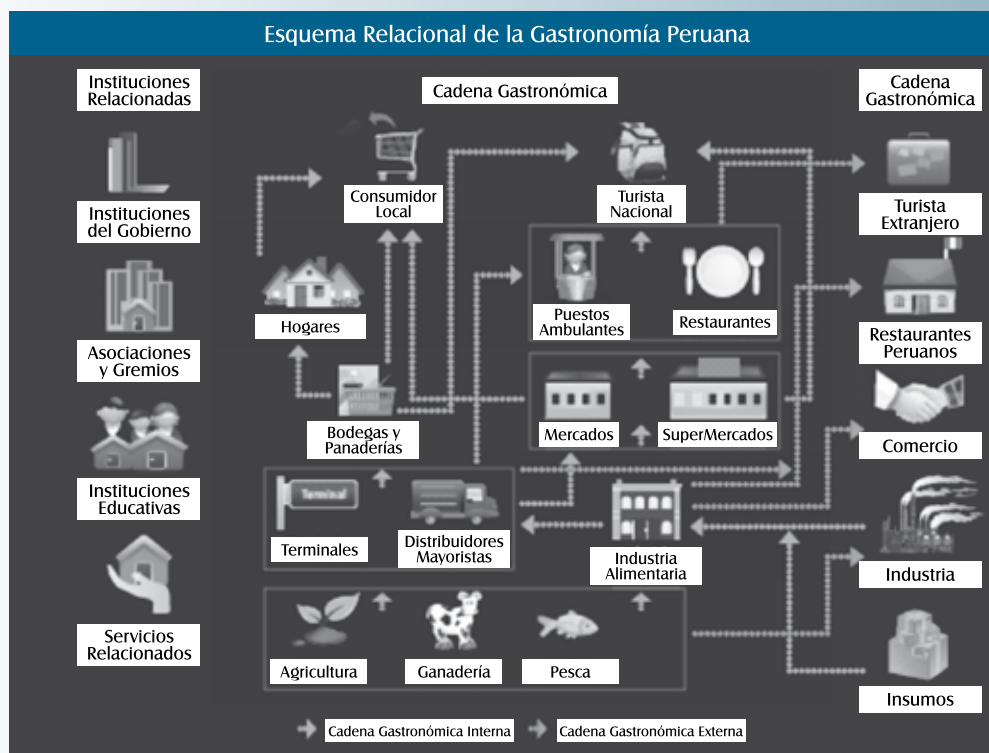 Esquema Relacional de la Gastronomía Peruana
Instituciones
Relacionadas
Instituciones
del Gobierno
Asociaciones
y Gremios
Instituciones
Educativas
Servicios
Relacionados
Cadena Gastronómica
Consumidor
Local
Turista
Nacional
Hogares
Puestos
Ambulantes
Restaurantes
Bodegas y
Panaderías
Mercados
SuperMercados
Terminal
Terminales
Distribuidores
Mayoristas
Industria
Alimentaria
Agricultura
Ganadería
Pesca
Cadena
Gastronómica
Turista
Extranjero
Restaurantes
Peruanos
Comercio
Industria
Insumos
Cadena Gastronómica Interna
Cadena Gastronómica Externa